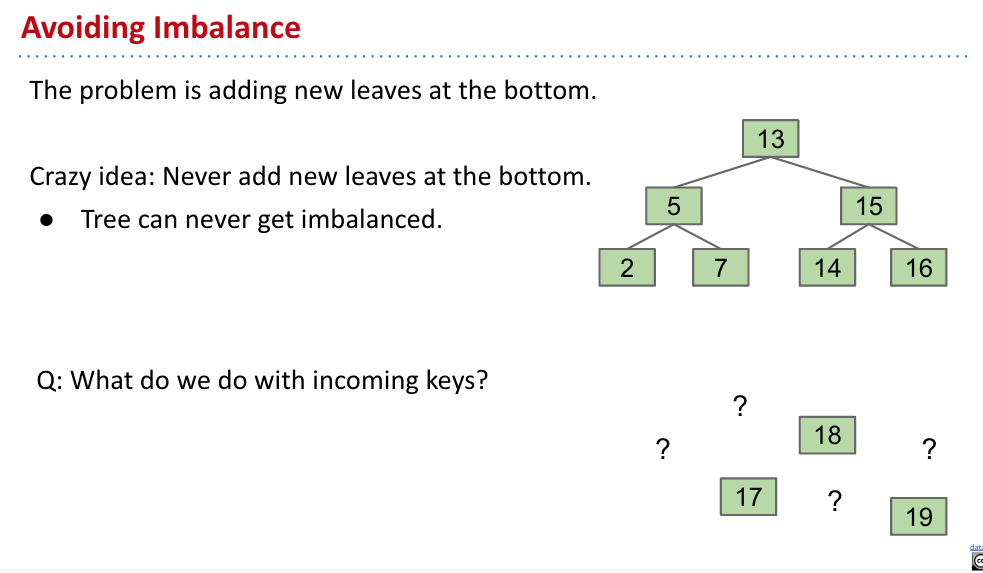 Avoiding Imbalance
The problem is adding new leaves at the bottom.
Crazy idea: Never add new leaves at the bottom.
● Tree can never get imbalanced.
13
5 15
2 7 14 16
Q: What do we do with incoming keys?
?
18
? ?
17 ? 19